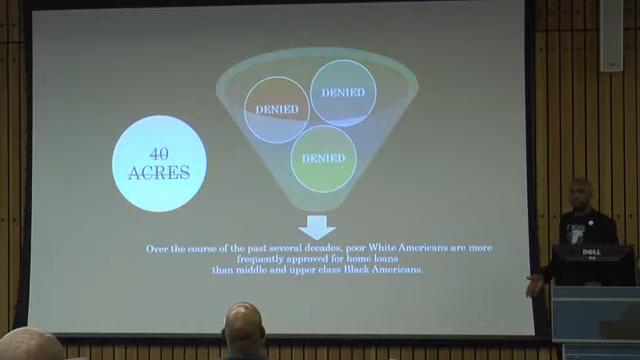 DENIED
DENIED
DENIED
40
ACRES
Over the course of the past several decades, poor White Americans are more
frequently approved for home loans
than middle and upper class Black Americans.
DELL